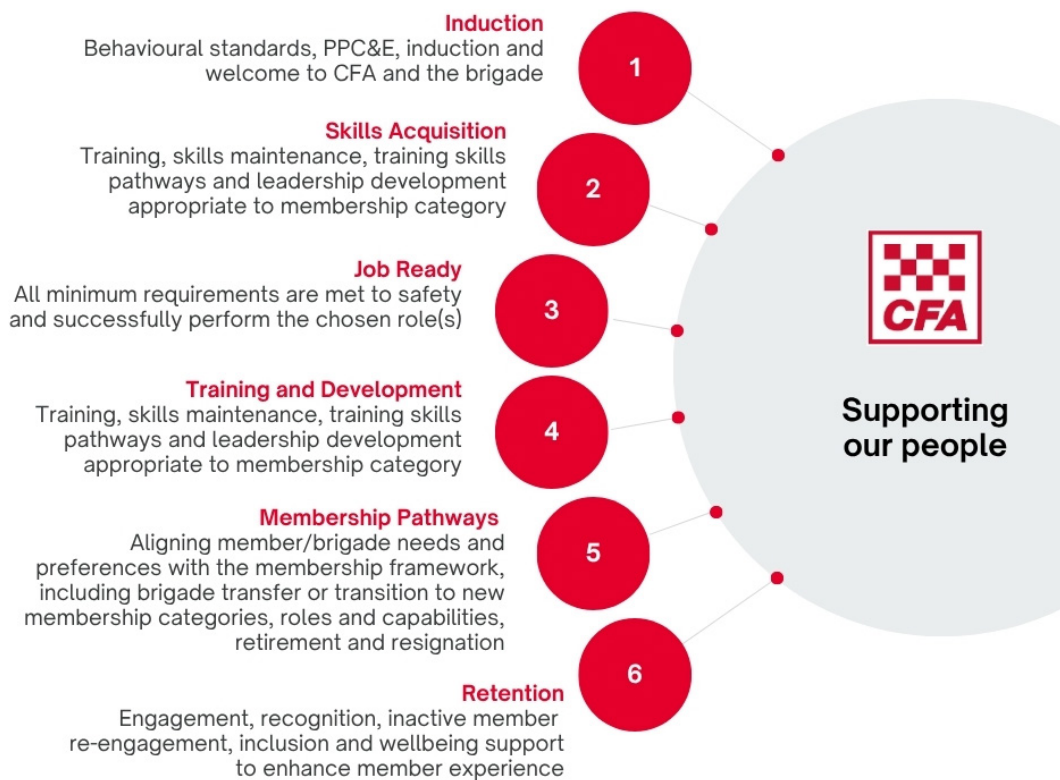 Induction
Behavioural standards, PPC&E, induction and
welcome to CFA and the brigade
1
Skills Acquisition
Training, skills maintenance, training skills
pathways and leadership development
appropriate to membership category
2
Job Ready
All minimum requirements are met to safety
and successfully perform the chosen role(s)
3
Training and Development
Training, skills maintenance, training skills
pathways and leadership development
appropriate to membership category
4
Membership Pathways
Aligning member/brigade needs and
preferences with the membership framework,
including brigade transfer or transition to new
membership categories, roles and capabilities,
retirement and resignation
5
Retention
Engagement, recognition, inactive member
re-engagement, inclusion and wellbeing support
to enhance member experience
6
CFA
Supporting
our people